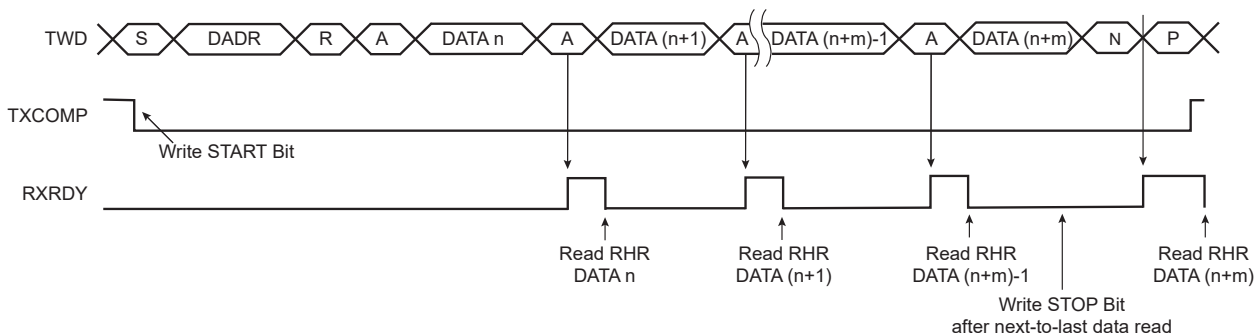 TWD S DADR R A DATA n A DATA (n+1) A DATA (n+m)-1 A DATA (n+m) N P
TXCOMP
Write START Bit
RXRDY
Read RHR
DATA n
Read RHR
DATA (n+1)
Read RHR
DATA (n+m)-1
Read RHR
DATA (n+m)
Write STOP Bit
after next-to-last data read